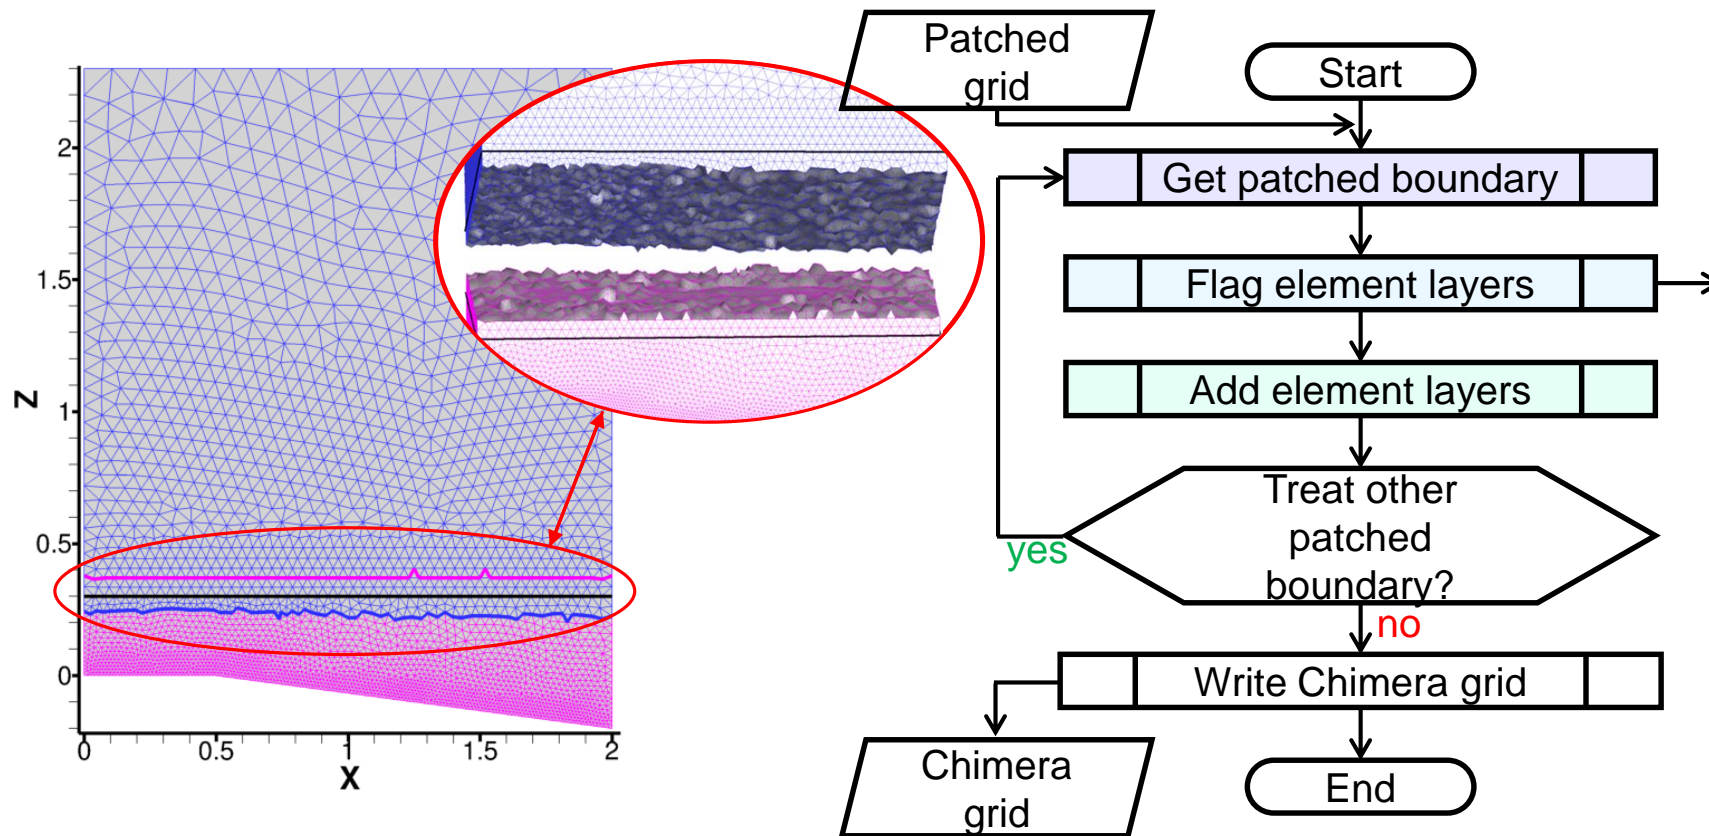 2
1.5
1
0.5
0
Z
0
0.5
1
1.5
2
X
Patched
grid
Start
Get patched boundary
Flag element layers
Add element layers
Treat other
patched
boundary?
yes
no
Write Chimera grid
Chimera
grid
End